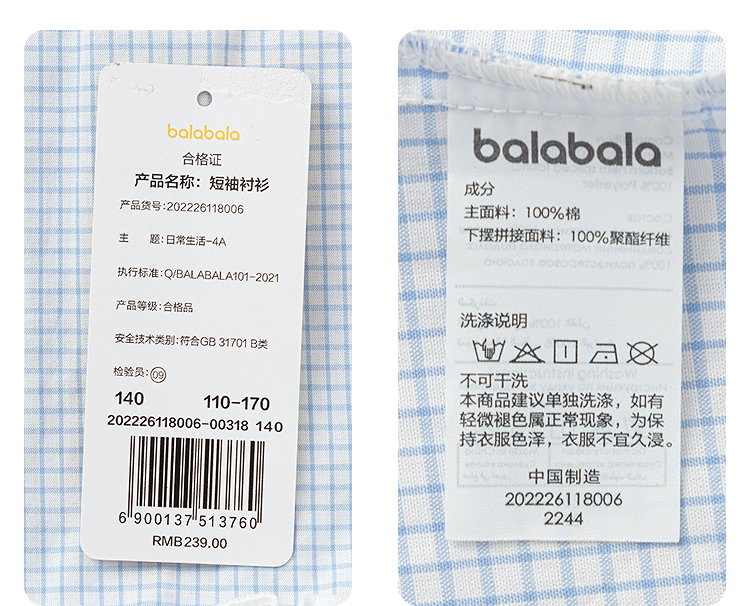 balabala
合格证
产品名称：短袖衬衫
产品货号：202226118006
主 题：日常生活-4A
执行标准：Q/BALABALA101-2021
产品等级：合格品
安全技术类别：符合GB 31701 B类
检验员：09
140 110-170
202226118006-00318 140
6 900137 513760
RMB239.00
balabala
成分
主面料：100%棉
下摆拼接面料：100%聚酯纤维
洗涤说明
不可干洗
本商品建议单独洗涤，如有
轻微褪色属正常现象，为保
持衣服色泽，衣服不宜久浸。
中国制造
202226118006
2244